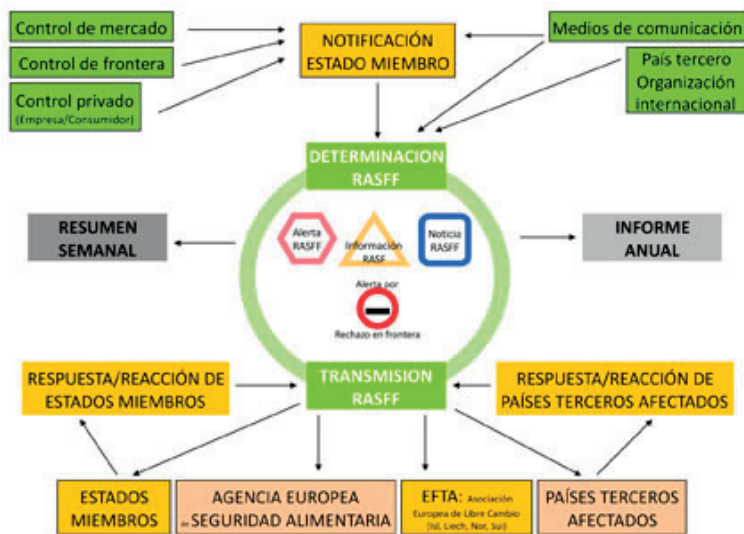 Control de mercado
Control de frontera
Control privado
(Empresa/Consumidor)
NOTIFICACIÓN
ESTADO MIEMBRO
Medios de comunicación
País tercero
Organización
internacional
DETERMINACION
RASFF
RESUMEN
SEMANAL
Alerta
RASFF
Información
RASF
Noticia
RASFF
INFORME
ANUAL
Alerta por
Rechazo en frontera
RESPUESTA/REACCIÓN DE
ESTADOS MIEMBROS
TRANSMISION
RASFF
RESPUESTA/REACCIÓN DE
PAÍSES TERCEROS AFECTADOS
ESTADOS
MIEMBROS
AGENCIA EUROPEA
de SEGURIDAD ALIMENTARIA
EFTA: Asociación
Europea de Libre Cambio
(Isl, Liech, Nor, Sui)
PAÍSES TERCEROS
AFECTADOS